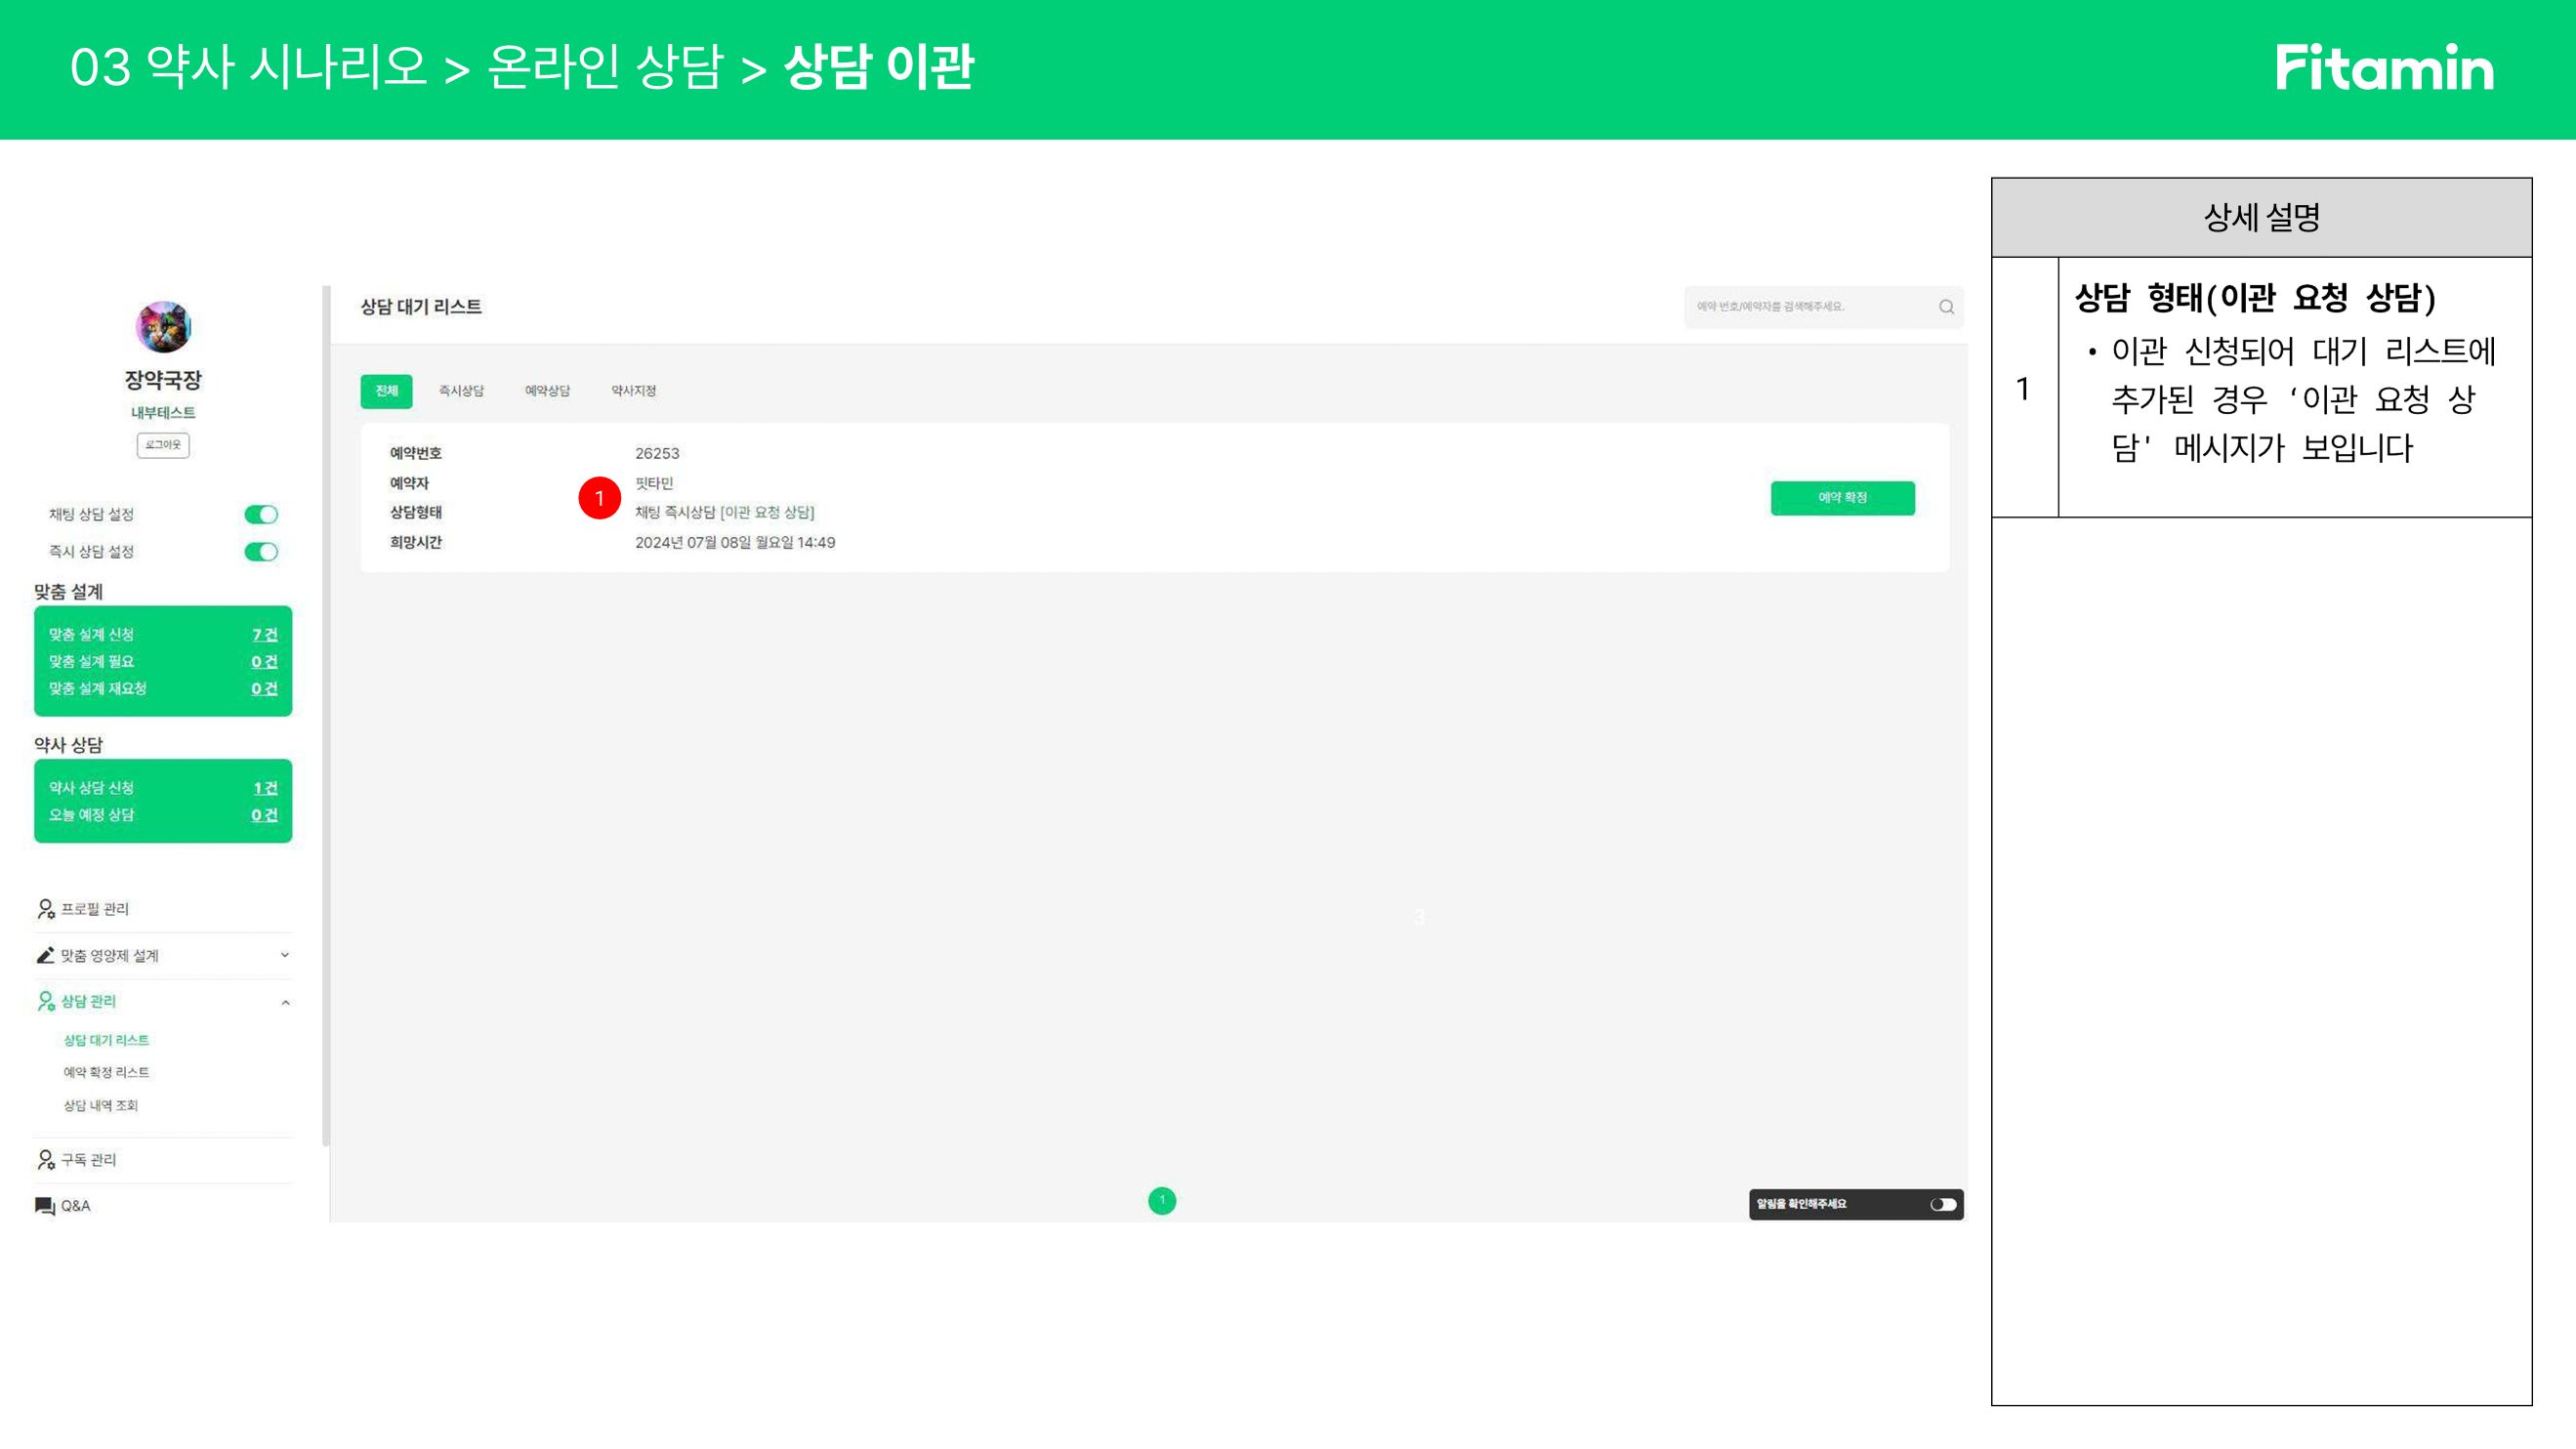 03 약사 시나리오 > 온라인 상담 > 상담 이관
Fitamin
장약국장
내부테스트
로그아웃
채팅 상담 설정
즉시 상담 설정
맞춤 설계
맞춤 설계 신청 7 건
맞춤 설계 필요 0 건
맞춤 설계 재요청 0 건
약사 상담
약사 상담 신청 1 건
오늘 예정 상담 0 건
프로필 관리
맞춤 영양제 설계
상담 관리
상담 대기 리스트
예약 확정 리스트
상담 내역 조회
구독 관리
Q&A
상담 대기 리스트
예약 번호/예약자를 검색해주세요.
전체 즉시상담 예약상담 약사지정
예약번호 26253
예약자 핏타민
1
상담형태 채팅 즉시상담 [이관 요청 상담]
희망시간 2024년 07월 08일 월요일 14:49
예약 확정
3
1
알림을 확인해주세요
상세 설명
1
상담 형태(이관 요청 상담)
• 이관 신청되어 대기 리스트에
추가된 경우 ‘이관 요청 상
담' 메시지가 보입니다